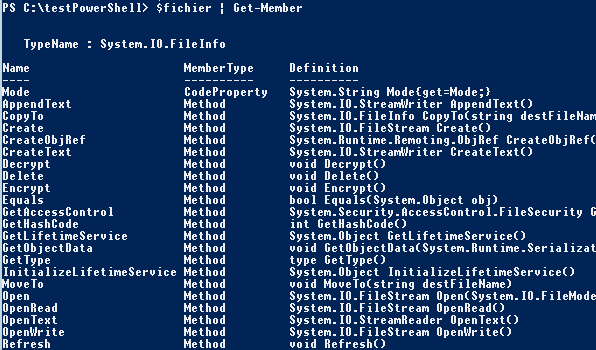 PS C:\testPowerShell> $fichier | Get-Member
TypeName : System.IO.FileInfo
Name MemberType Definition
---- ---------- ----------
Mode CodeProperty System.String Mode{get=Mode;}
AppendText Method System.IO.StreamWriter AppendText()
CopyTo Method System.IO.FileInfo CopyTo(string destFileNam
Create Method System.IO.FileStream Create()
CreateObjRef Method System.Runtime.Remoting.ObjRef CreateObjRef(
CreateText Method System.IO.StreamWriter CreateText()
Decrypt Method void Decrypt()
Delete Method void Delete()
Encrypt Method void Encrypt()
Equals Method bool Equals(System.Object obj)
GetAccessControl Method System.Security.AccessControl.FileSecurity G
GetHashCode Method int GetHashCode()
GetLifetimeService Method System.Object GetLifetimeService()
GetObjectData Method void GetObjectData(System.Runtime.Serializat
GetType Method type GetType()
InitializeLifetimeService Method System.Object InitializeLifetimeService()
MoveTo Method void MoveTo(string destFileName)
Open Method System.IO.FileStream Open(System.IO.FileMode
OpenRead Method System.IO.FileStream OpenRead()
OpenText Method System.IO.StreamReader OpenText()
OpenWrite Method System.IO.FileStream OpenWrite()
Refresh Method void Refresh()